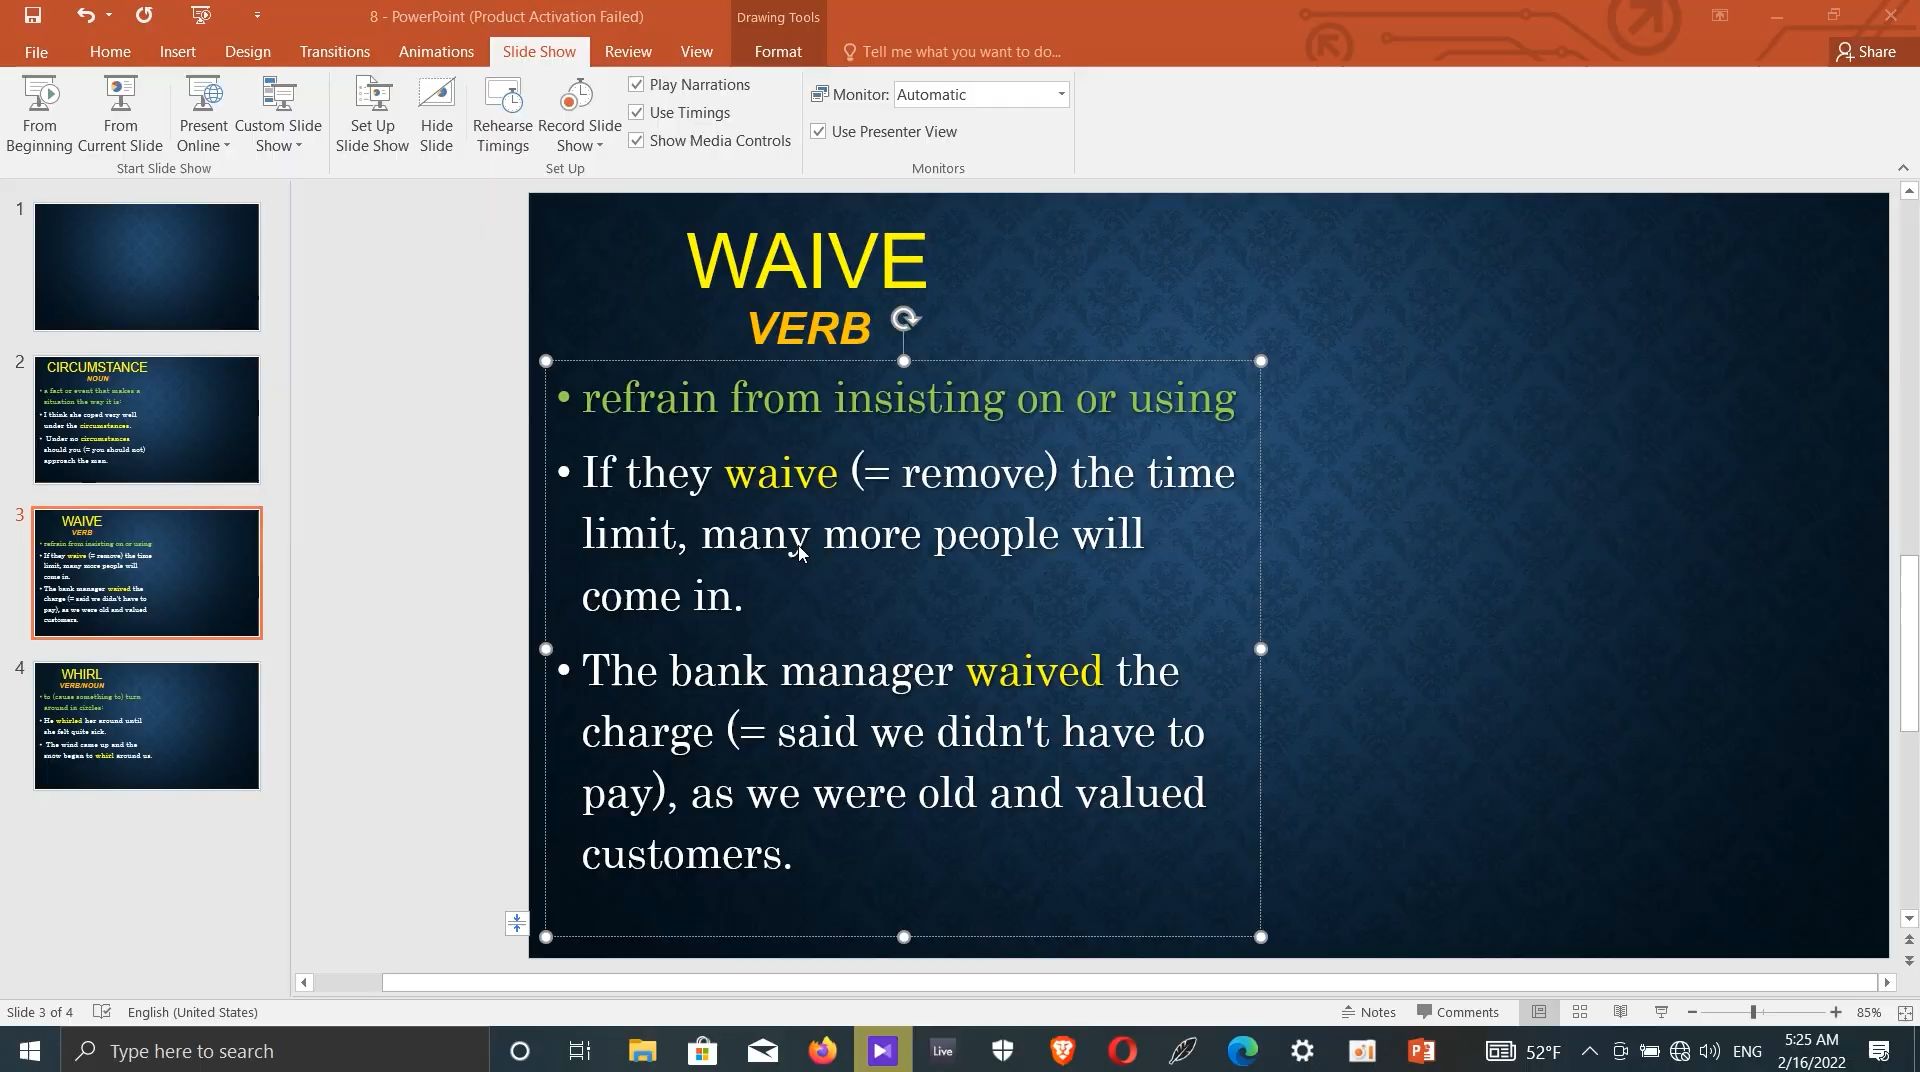 8 - PowerPoint (Product Activation Failed)
Drawing Tools
File
Home
Insert
Design
Transitions
Animations
Slide Show
Review
View
Format
Tell me what you want to do...
Share
From Beginning
From Current Slide
Present Online
Custom Slide Show
Start Slide Show
Set Up Slide Show
Hide Slide
Rehearse Timings
Record Slide Show
Play Narrations
Use Timings
Show Media Controls
Set Up
Monitor: Automatic
Use Presenter View
Monitors
1
2
CIRCUMSTANCE
NOUN
• a fact or event that makes a
situation the way it is:
• I think she coped very well
under the circumstances.
• Under no circumstances
should you (= you should not)
approach the man.
3
WAIVE
VERB
• refrain from insisting on or using
• If they waive (= remove) the time
limit, many more people will
come in.
• The bank manager waived the
charge (= said we didn't have to
pay), as we were old and valued
customers.
4
WHIRL
VERB/NOUN
• to (cause something to) turn
around in circles:
• He whirled her around until
she felt quite sick.
• The wind came up and the
snow began to whirl around us.
WAIVE
VERB
• refrain from insisting on or using
• If they waive (= remove) the time
limit, many more people will
come in.
• The bank manager waived the
charge (= said we didn't have to
pay), as we were old and valued
customers.
Slide 3 of 4
English (United States)
Notes
Comments
85%
Type here to search
Live
52°F
ENG
5:25 AM
2/16/2022